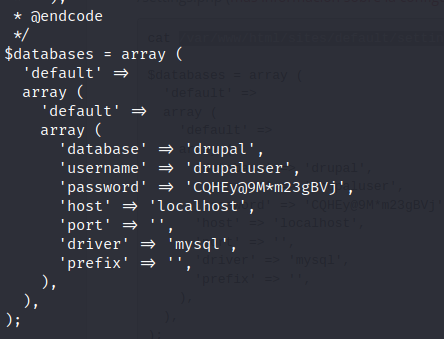 * @endcode
*/
$databases = array (
'default' =>
array (
'default' =>
array (
'database' => 'drupal',
'username' => 'drupaluser',
'password' => 'CQHEy@9M*m23gBVj',
'host' => 'localhost',
'port' => '',
'driver' => 'mysql',
'prefix' => '',
),
),
);